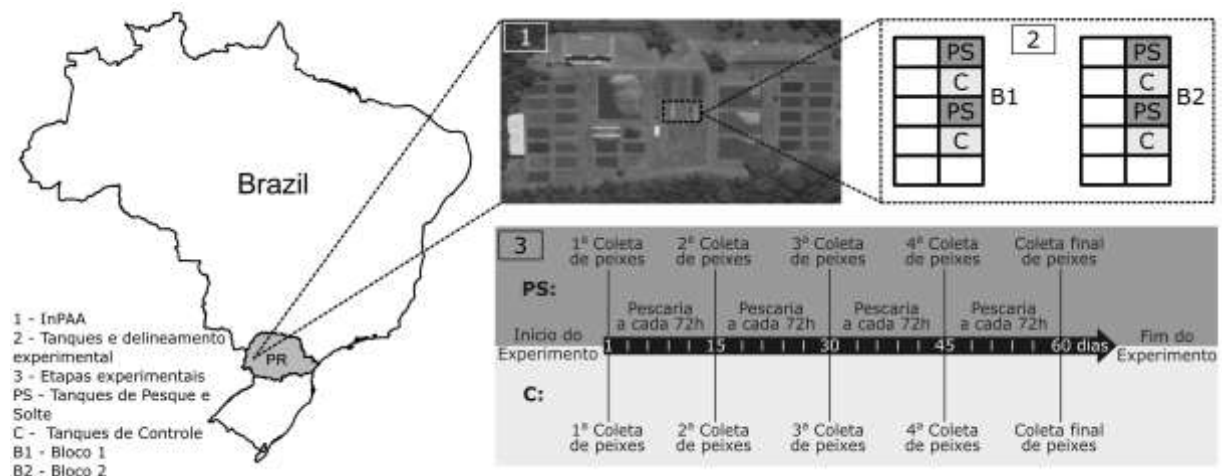 Brazil
PR
1 - InPAA
2 - Tanques e delineamento
experimental
3 - Etapas experimentais
PS - Tanques de Pesque e
Solte
C - Tanques de Controle
B1 - Bloco 1
B2 - Bloco 2
1
2
PS
C
PS
C
B1
PS
C
PS
C
B2
3
1ª Coleta
de peixes
2ª Coleta
de peixes
3ª Coleta
de peixes
4ª Coleta
de peixes
Coleta final
de peixes
PS:
Pescaria
a cada 72h
Pescaria
a cada 72h
Pescaria
a cada 72h
Pescaria
a cada 72h
Início do
Experimento
1 15 30 45 60 dias
Fim do
Experimento
C:
1ª Coleta
de peixes
2ª Coleta
de peixes
3ª Coleta
de peixes
4ª Coleta
de peixes
Coleta final
de peixes